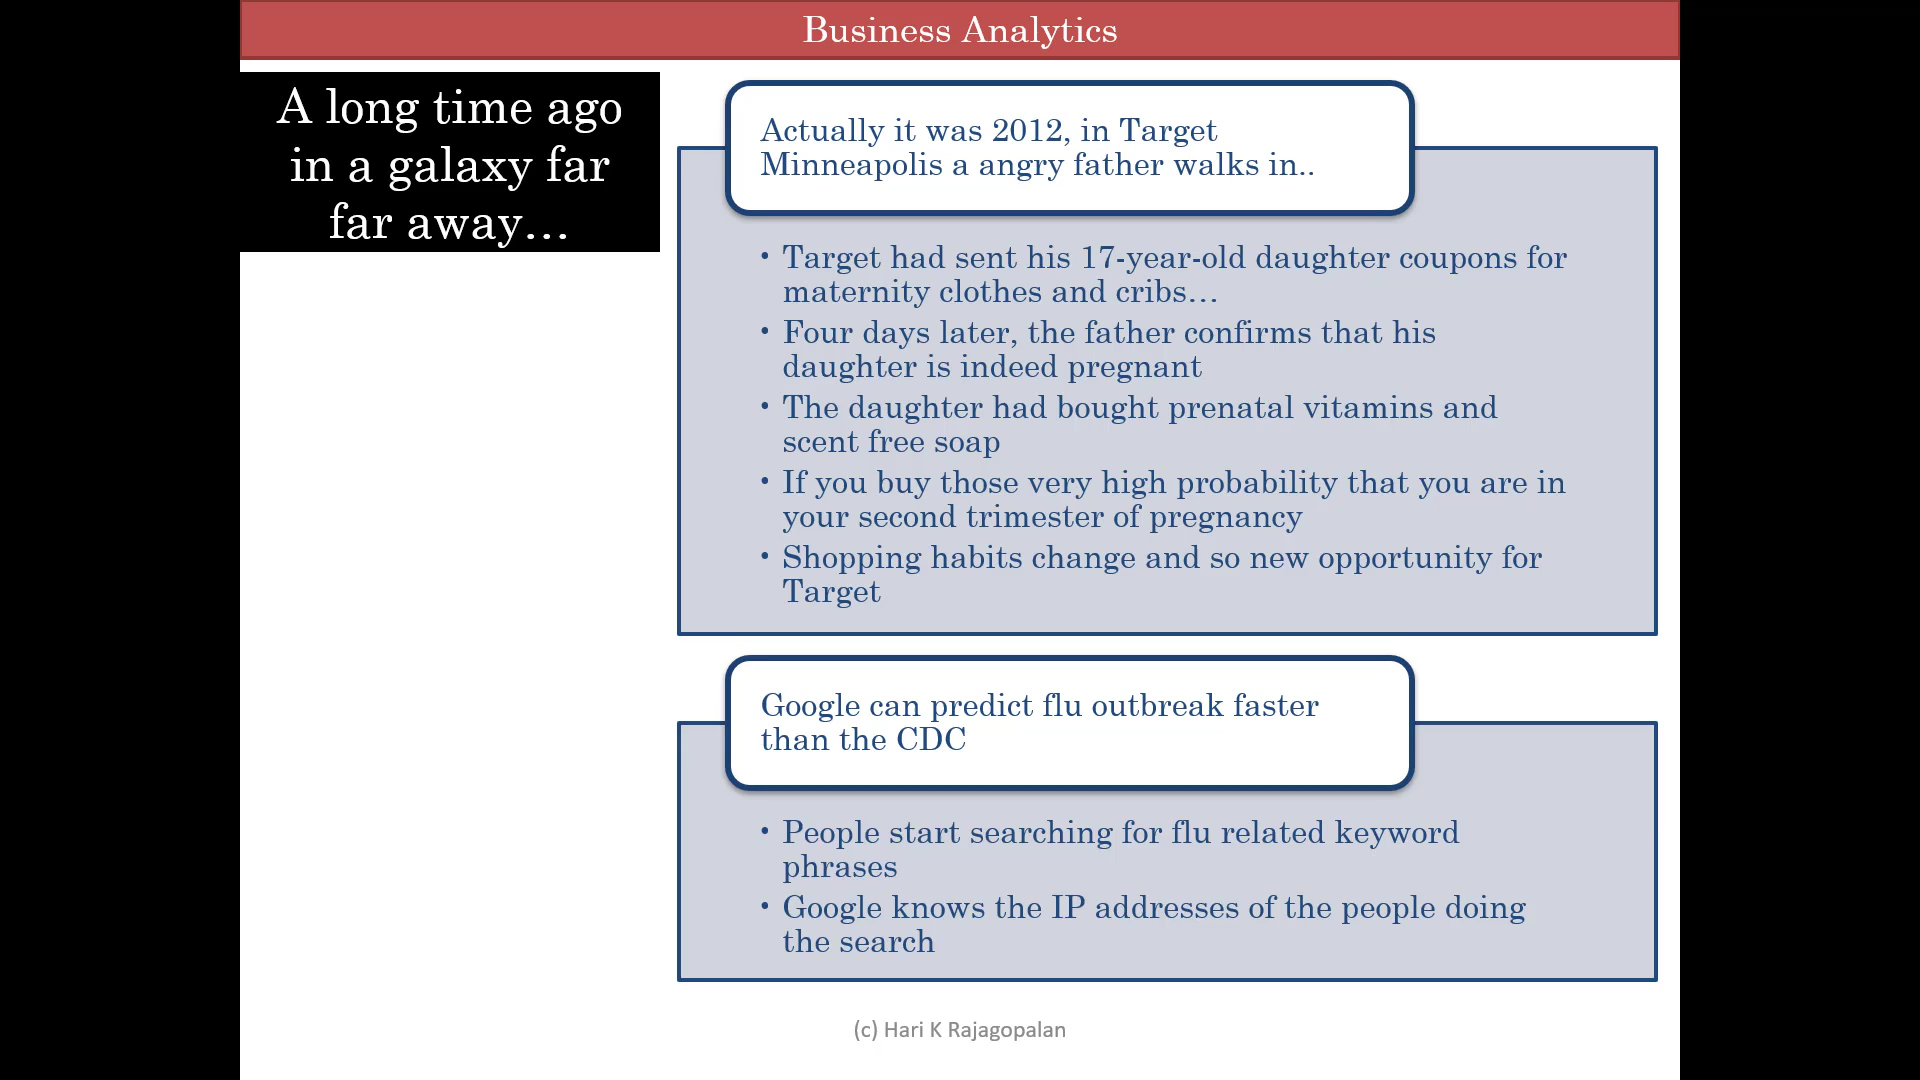 Business Analytics
A long time ago
in a galaxy far
far away...
Actually it was 2012, in Target
Minneapolis a angry father walks in..
• Target had sent his 17-year-old daughter coupons for
maternity clothes and cribs...
• Four days later, the father confirms that his
daughter is indeed pregnant
• The daughter had bought prenatal vitamins and
scent free soap
• If you buy those very high probability that you are in
your second trimester of pregnancy
• Shopping habits change and so new opportunity for
Target
Google can predict flu outbreak faster
than the CDC
• People start searching for flu related keyword
phrases
• Google knows the IP addresses of the people doing
the search
(c) Hari K Rajagopalan